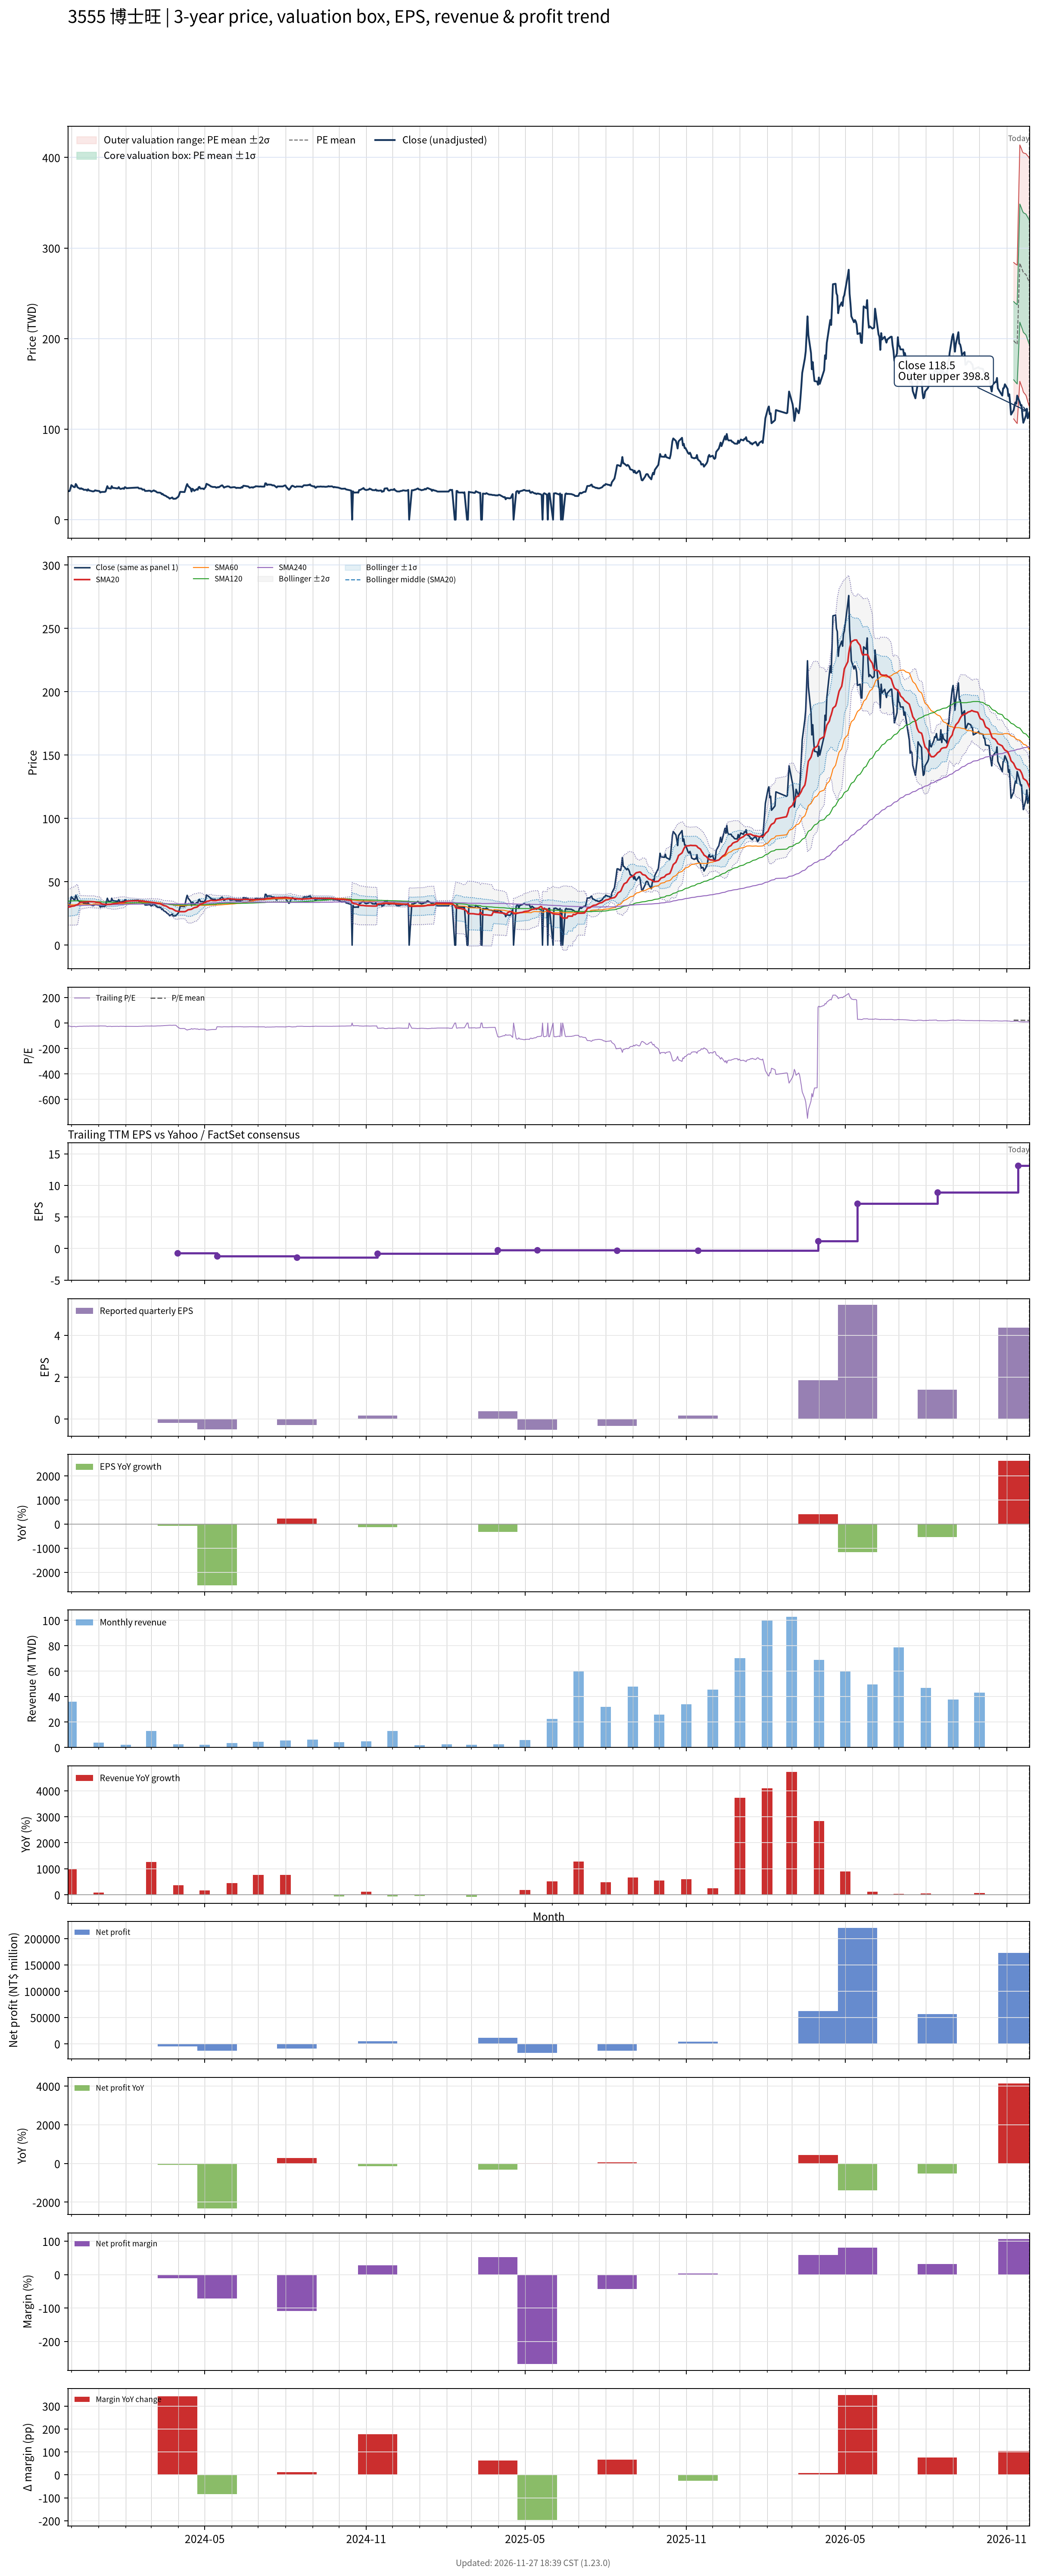 3555 博士旺 | 3-year price, valuation box, EPS, revenue & profit trend
Outer valuation range: PE mean ±2σ
Core valuation box: PE mean ±1σ
PE mean
Close (unadjusted)
Today
400
300
200
100
0
Price (TWD)
Close 118.5
Outer upper 398.8
Close (same as panel 1)
SMA20
SMA60
SMA120
SMA240
Bollinger ±2σ
Bollinger ±1σ
Bollinger middle (SMA20)
300
250
200
150
100
50
0
Price
Trailing P/E
P/E mean
200
0
-200
-400
-600
P/E
Trailing TTM EPS vs Yahoo / FactSet consensus
Today
15
10
5
0
-5
EPS
Reported quarterly EPS
4
2
0
EPS
EPS YoY growth
2000
1000
0
-1000
-2000
YoY (%)
Monthly revenue
100
80
60
40
20
0
Revenue (M TWD)
Revenue YoY growth
4000
3000
2000
1000
0
YoY (%)
Month
Net profit
200000
150000
100000
50000
0
Net profit (NT$ million)
Net profit YoY
4000
2000
0
-2000
YoY (%)
Net profit margin
100
0
-100
-200
Margin (%)
Margin YoY change
300
200
100
0
-100
-200
Δ margin (pp)
2024-05
2024-11
2025-05
2025-11
2026-05
2026-11
Updated: 2026-11-27 18:39 CST (1.23.0)